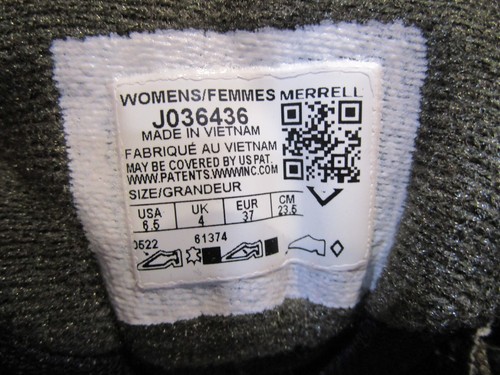 WOMENS/FEMMES MERRELL
J036436
MADE IN VIETNAM
FABRIQUÉ AU VIETNAM
MAY BE COVERED BY US PAT.
WWW.PATENTS.WWWINC.COM
SIZE/GRANDEUR
USA UK EUR CM
6.5 4 37 23.5
0522 61374